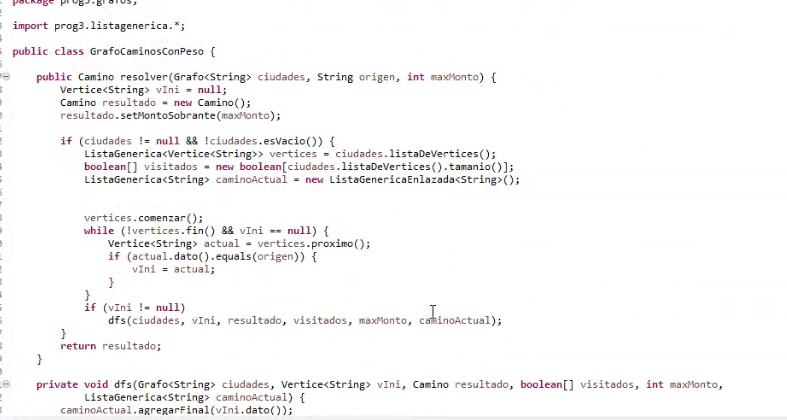 package prog3.grafos;
import prog3.listagenerica.*;
public class GrafoCaminosConPeso {
public Camino resolver(Grafo<String> ciudades, String origen, int maxMonto) {
Vertice<String> vIni = null;
Camino resultado = new Camino();
resultado.setMontoSobrante(maxMonto);
if (ciudades != null && !ciudades.esVacio()) {
ListaGenerica<Vertice<String>> vertices = ciudades.listaDeVertices();
boolean[] visitados = new boolean[ciudades.listaDeVertices().tamanio()];
ListaGenerica<String> caminoActual = new ListaGenericaEnlazada<String>();
vertices.comenzar();
while (!vertices.fin() && vIni == null) {
Vertice<String> actual = vertices.proximo();
if (actual.dato().equals(origen)) {
vIni = actual;
}
}
if (vIni != null)
dfs(ciudades, vIni, resultado, visitados, maxMonto, caminoActual);
}
return resultado;
}
private void dfs(Grafo<String> ciudades, Vertice<String> vIni, Camino resultado, boolean[] visitados, int maxMonto,
ListaGenerica<String> caminoActual) {
caminoActual.agregarFinal(vIni.dato());